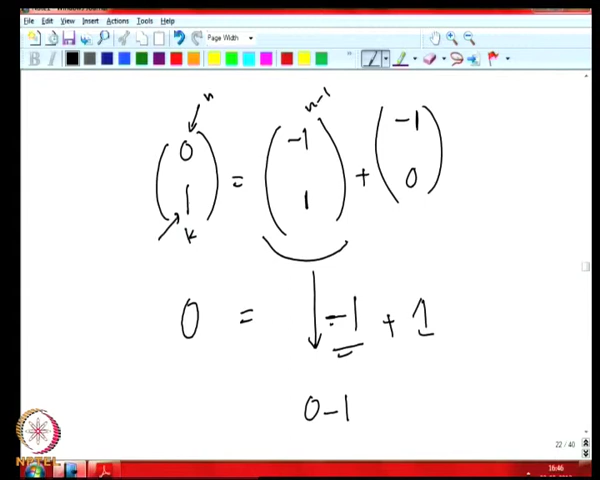 File Edit View Insert Actions Tools Help
Page Width
B I
n n-1
( 0 ) = ( -1 ) + ( -1 )
( 1 ) ( 1 ) ( 0 )
k
0 = -1 + 1
0-1
22 / 40
NPTEL
16:46